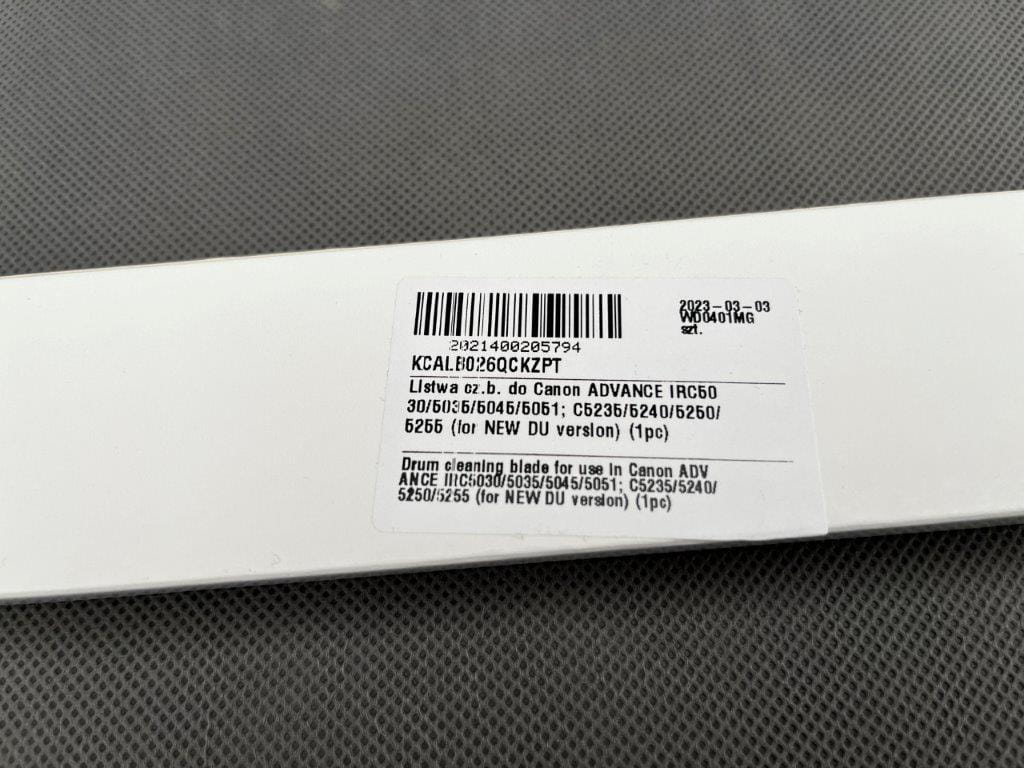 2023-03-03
WD0401MG
szt.
2021400205794
KCALB026QCKZPT
Listwa cz.b. do Canon ADVANCE IRC50
30/5035/5045/5051; C5235/5240/5250/
5255 (for NEW DU version) (1pc)
Drum cleaning blade for use in Canon ADV
ANCE IRC5030/5035/5045/5051; C5235/5240/
5250/5255 (for NEW DU version) (1pc)